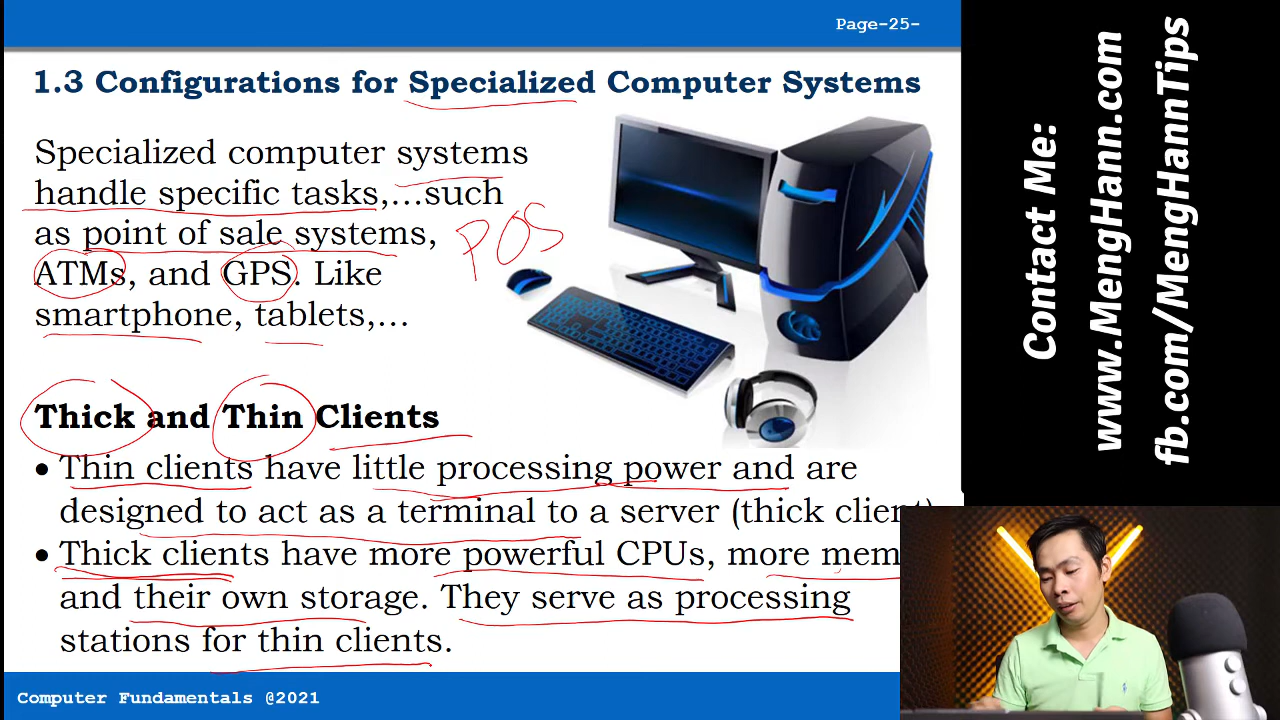 Page-25-
1.3 Configurations for Specialized Computer Systems
Specialized computer systems
handle specific tasks,...such
as point of sale systems,
POS
ATMs, and GPS. Like
smartphone, tablets,...
Thick and Thin Clients
• Thin clients have little processing power and are
designed to act as a terminal to a server (thick client)
• Thick clients have more powerful CPUs, more mem
and their own storage. They serve as processing
stations for thin clients.
Computer Fundamentals @2021
Contact Me:
www.MengHann.com
fb.com/MengHannTips